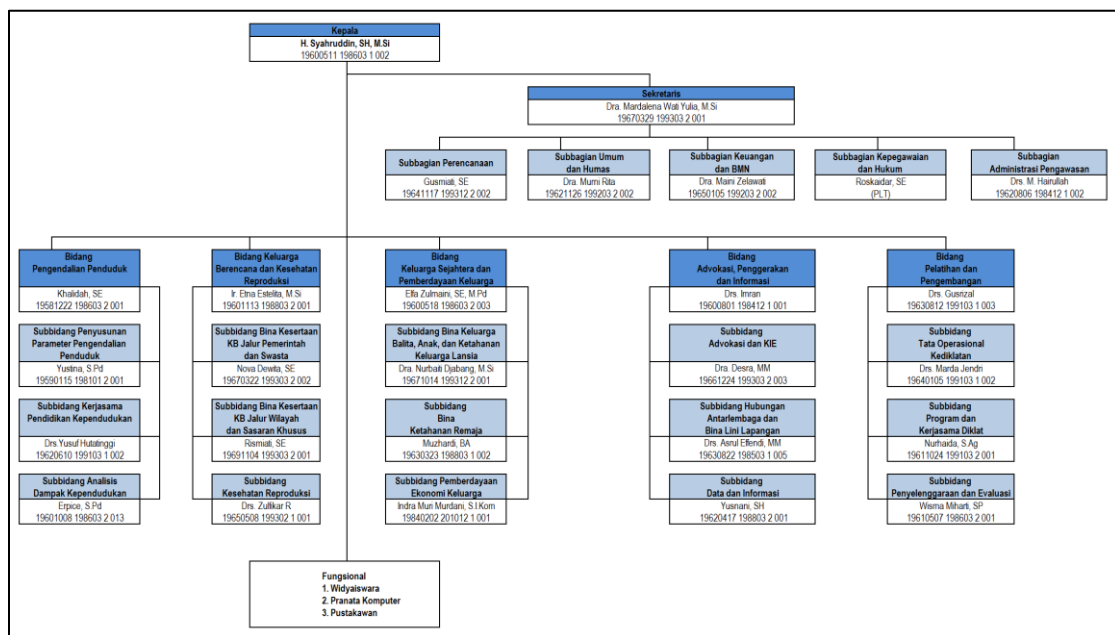 Kepala
H. Syahruddin, SH, M.Si
19600511 198603 1 002
Sekretaris
Dra. Mardalena Wati Yulia, M.Si
19670329 199303 2 001
Subbagian Perencanaan
Gusmiati, SE
19641117 199312 2 002
Subbagian Umum
dan Humas
Dra. Murni Rita
19621126 199203 2 002
Subbagian Keuangan
dan BMN
Dra. Maini Zelawati
19650105 199203 2 002
Subbagian Kepegawaian
dan Hukum
Roskaidar, SE
(PLT)
Subbagian
Administrasi Pengawasan
Drs. M. Hairullah
19620806 198412 1 002
Bidang
Pengendalian Penduduk
Khalidah, SE
19581222 198603 2 001
Subbidang Penyusunan
Parameter Pengendalian
Penduduk
Yustina, S.Pd
19590115 198101 2 001
Subbidang Kerjasama
Pendidikan Kependudukan
Drs.Yusuf Hutatinggi
19620610 199103 1 002
Subbidang Analisis
Dampak Kependudukan
Erpice, S.Pd
19601008 198603 2 013
Bidang Keluarga
Berencana dan Kesehatan
Reproduksi
Ir. Etna Estelita, M.Si
19601113 198803 2 001
Subbidang Bina Kesertaan
KB Jalur Pemerintah
dan Swasta
Nova Dewita, SE
19670322 199303 2 002
Subbidang Bina Kesertaan
KB Jalur Wilayah
dan Sasaran Khusus
Rismiati, SE
19691104 199303 2 001
Subbidang
Kesehatan Reproduksi
Drs. Zulfikar R
19650508 199302 1 001
Bidang
Keluarga Sejahtera dan
Pemberdayaan Keluarga
Elfa Zulmaini, SE, M.Pd
19600518 198603 2 003
Subbidang Bina Keluarga
Balita, Anak, dan Ketahanan
Keluarga Lansia
Dra. Nurbaiti Djabang, M.Si
19671014 199312 2 001
Subbidang
Bina
Ketahanan Remaja
Muzhardi, BA
19630323 198803 1 002
Subbidang Pemberdayaan
Ekonomi Keluarga
Indra Muri Murdani, S.I.Kom
19840202 201012 1 001
Bidang
Advokasi, Penggerakan
dan Informasi
Drs. Imran
19600801 198412 1 001
Subbidang
Advokasi dan KIE
Dra. Desra, MM
19661224 199303 2 003
Subbidang Hubungan
Antarlembaga dan
Bina Lini Lapangan
Drs. Asrul Effendi, MM
19630822 198503 1 005
Subbidang
Data dan Informasi
Yusnani, SH
19620417 198803 2 001
Bidang
Pelatihan dan
Pengembangan
Drs. Gusrizal
19630812 199103 1 003
Subbidang
Tata Operasional
Kediklatan
Drs. Marda Jendri
19640105 199103 1 002
Subbidang
Program dan
Kerjasama Diklat
Nurhaida, S.Ag
19611024 199103 2 001
Subbidang
Penyelenggaraan dan Evaluasi
Wisma Miharti, SP
19610507 198603 2 001
Fungsional
1. Widyaiswara
2. Pranata Komputer
3. Pustakawan